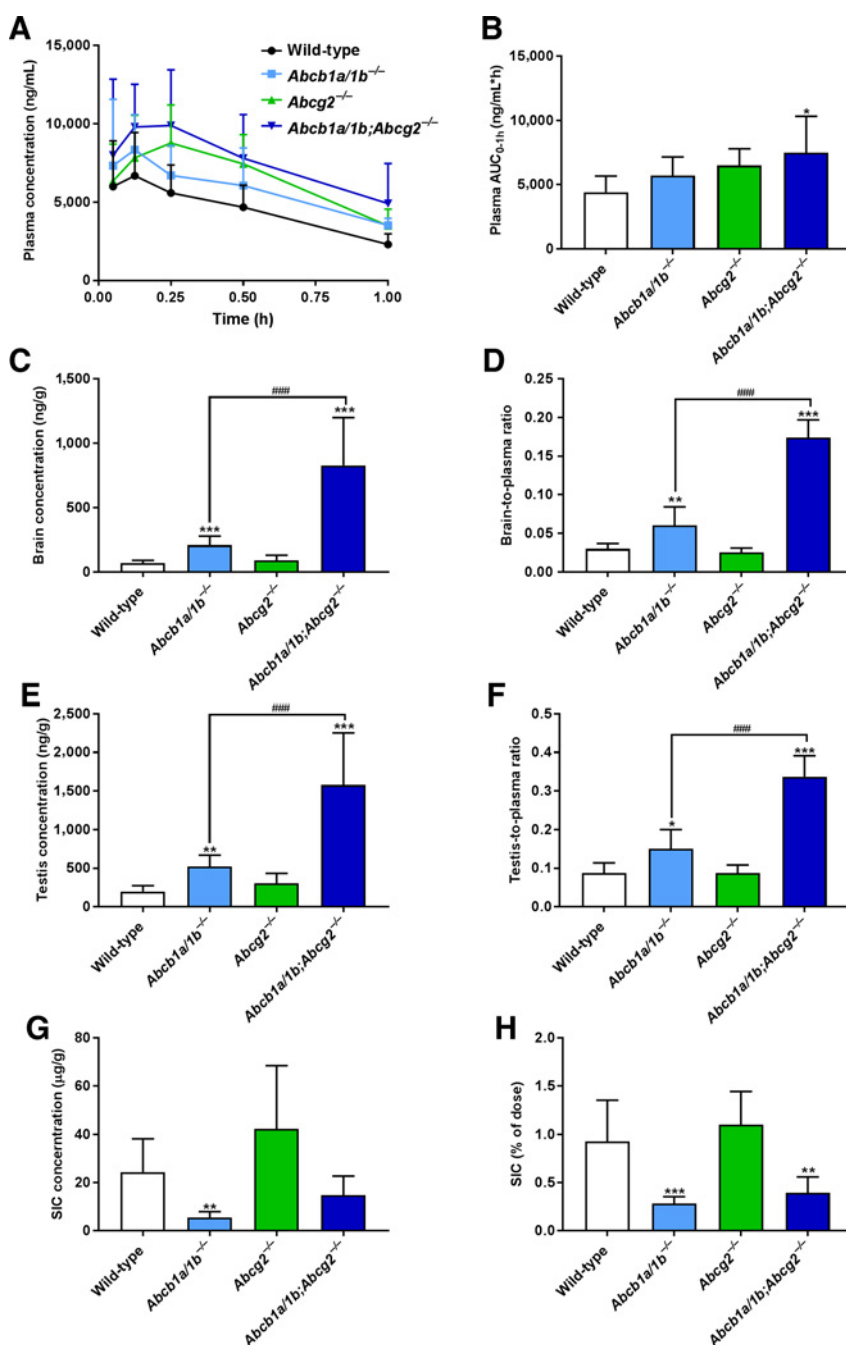 A
Plasma concentration (ng/mL)
15,000
10,000
5,000
0
0.00
0.25
0.50
0.75
1.00
Time (h)
Wild-type
Abcb1a/1b⁻/⁻
Abcg2⁻/⁻
Abcb1a/1b;Abcg2⁻/⁻
B
Plasma AUC₀₋₁ₕ (ng/mL*h)
15,000
10,000
5,000
0
*
Wild-type
Abcb1a/1b⁻/⁻
Abcg2⁻/⁻
Abcb1a/1b;Abcg2⁻/⁻
C
Brain concentration (ng/g)
1,500
1,000
500
0
###
***
***
Wild-type
Abcb1a/1b⁻/⁻
Abcg2⁻/⁻
Abcb1a/1b;Abcg2⁻/⁻
D
Brain-to-plasma ratio
0.25
0.20
0.15
0.10
0.05
0.00
###
**
***
Wild-type
Abcb1a/1b⁻/⁻
Abcg2⁻/⁻
Abcb1a/1b;Abcg2⁻/⁻
E
Testis concentration (ng/g)
2,500
2,000
1,500
1,000
500
0
###
**
***
Wild-type
Abcb1a/1b⁻/⁻
Abcg2⁻/⁻
Abcb1a/1b;Abcg2⁻/⁻
F
Testis-to-plasma ratio
0.5
0.4
0.3
0.2
0.1
0.0
###
*
***
Wild-type
Abcb1a/1b⁻/⁻
Abcg2⁻/⁻
Abcb1a/1b;Abcg2⁻/⁻
G
SIC concerntration (µg/g)
80
60
40
20
0
**
Wild-type
Abcb1a/1b⁻/⁻
Abcg2⁻/⁻
Abcb1a/1b;Abcg2⁻/⁻
H
SIC (% of dose)
2.0
1.5
1.0
0.5
0.0
***
**
Wild-type
Abcb1a/1b⁻/⁻
Abcg2⁻/⁻
Abcb1a/1b;Abcg2⁻/⁻